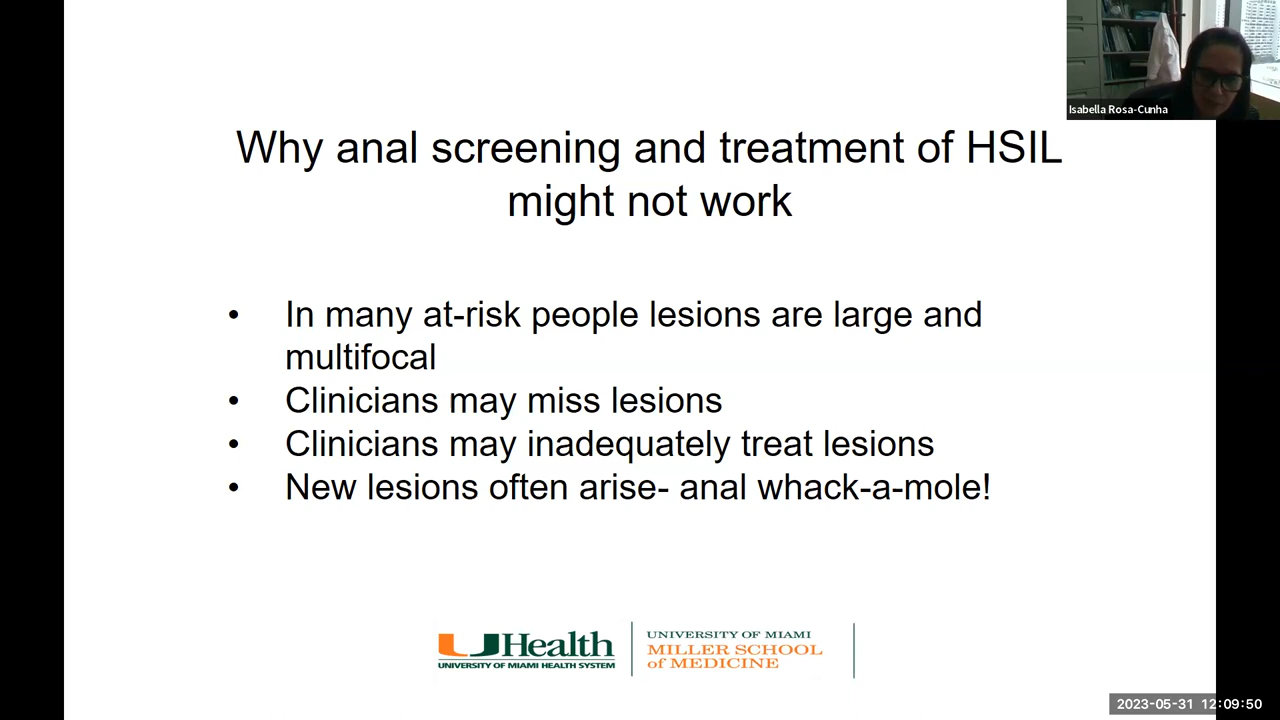 Isabella Rosa-Cunha
Why anal screening and treatment of HSIL
might not work
• In many at-risk people lesions are large and
multifocal
• Clinicians may miss lesions
• Clinicians may inadequately treat lesions
• New lesions often arise- anal whack-a-mole!
UHealth
UNIVERSITY OF MIAMI HEALTH SYSTEM
UNIVERSITY OF MIAMI
MILLER SCHOOL
of MEDICINE
2023-05-31 12:09:50